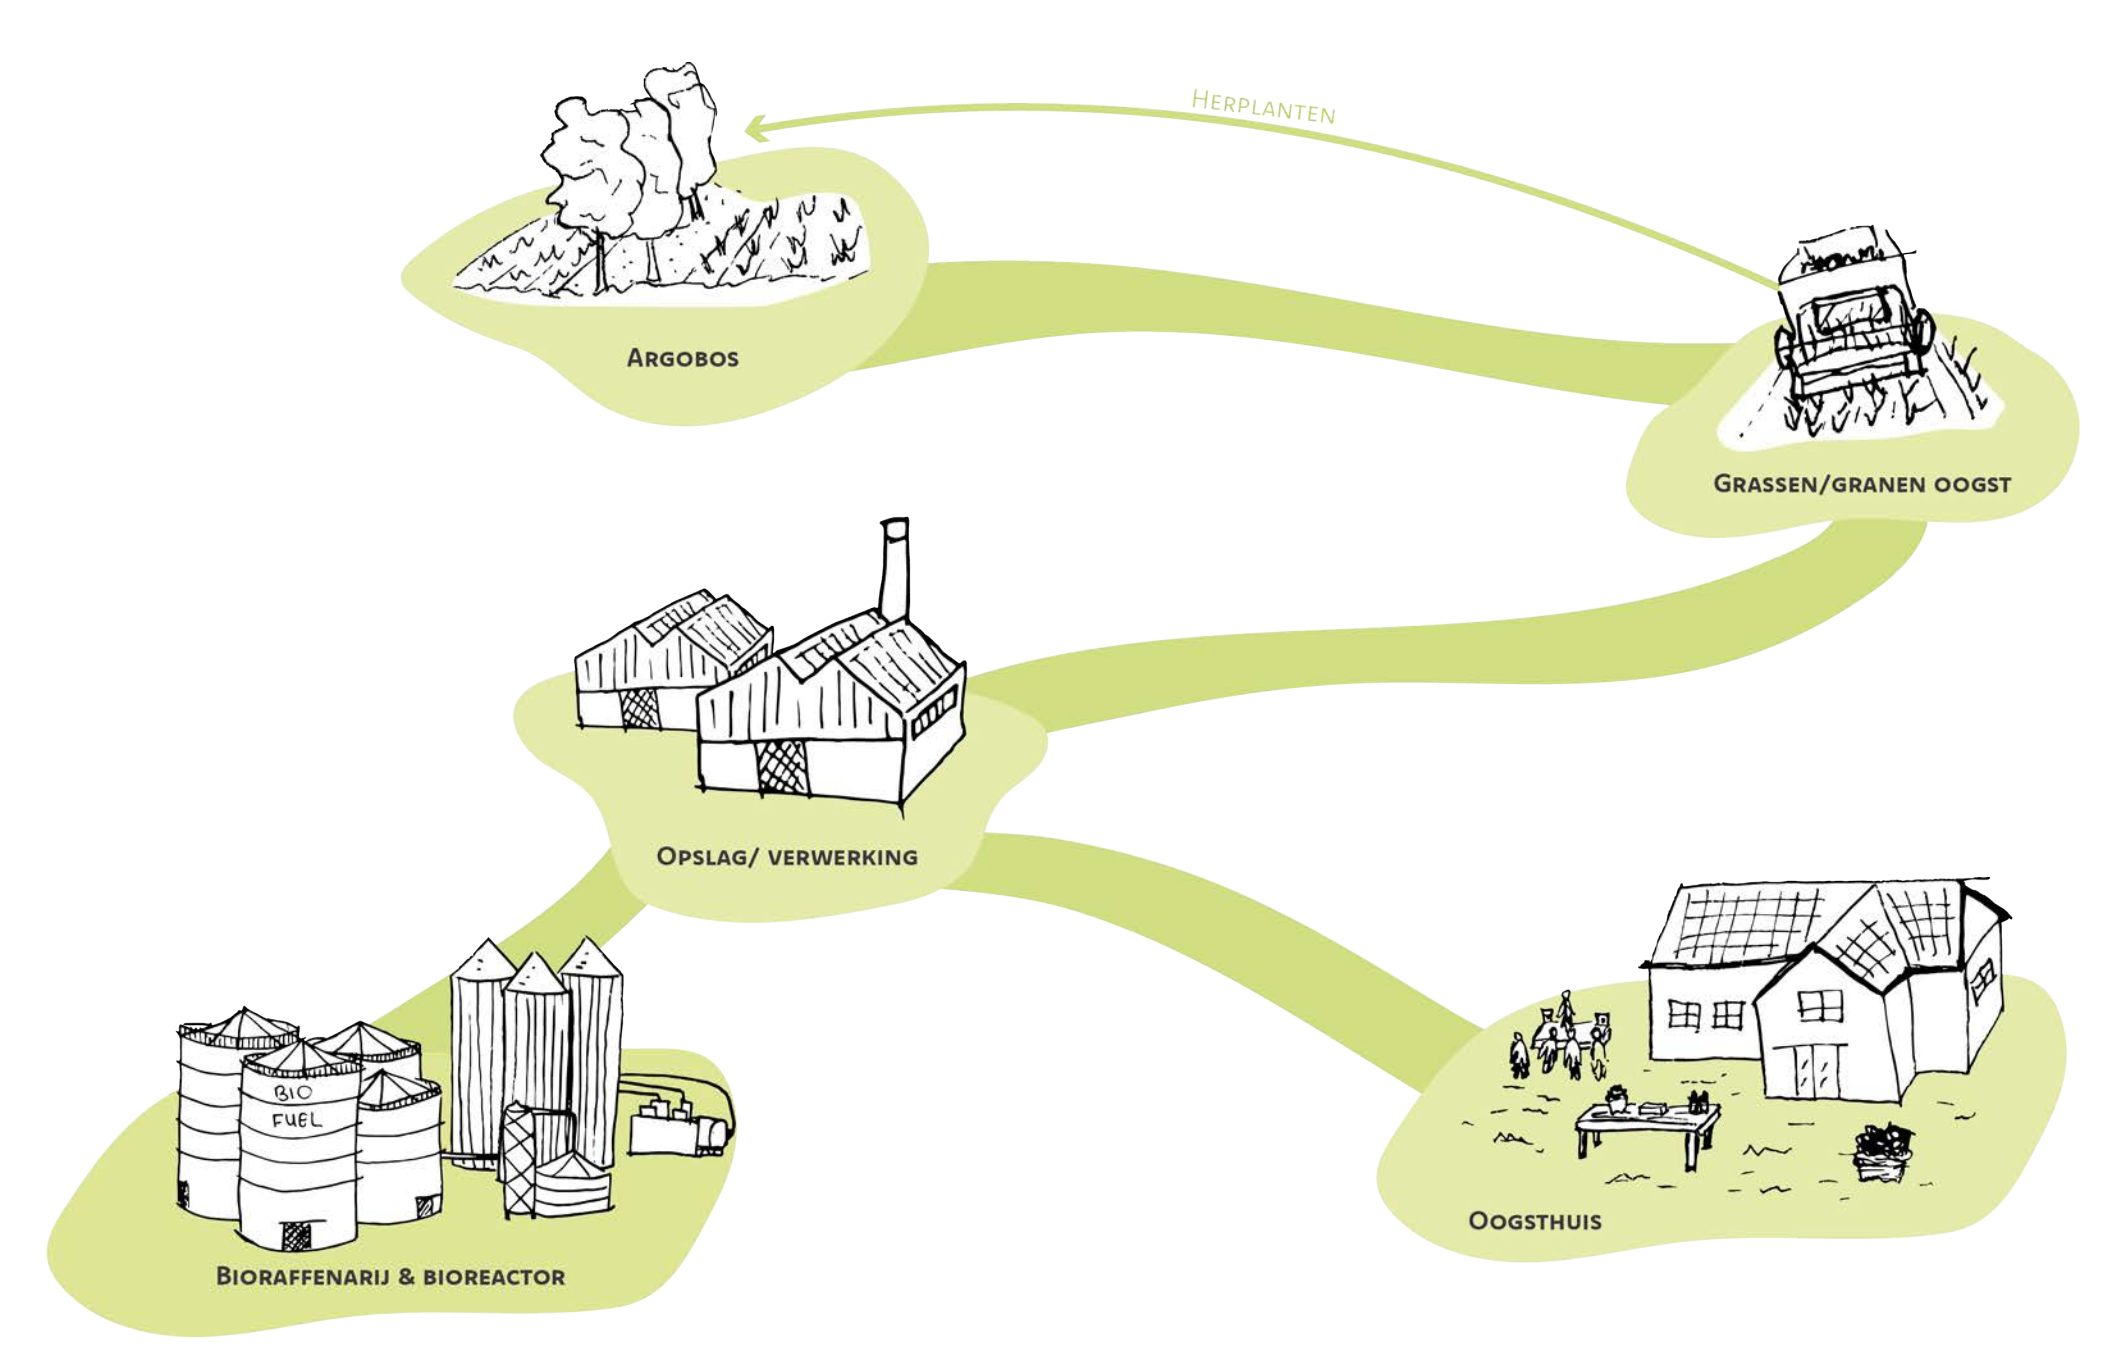 Herplanten
Argobos
Grassen/granen oogst
Opslag/ verwerking
BIO
FUEL
Oogsthuis
Bioraffenarij & bioreactor